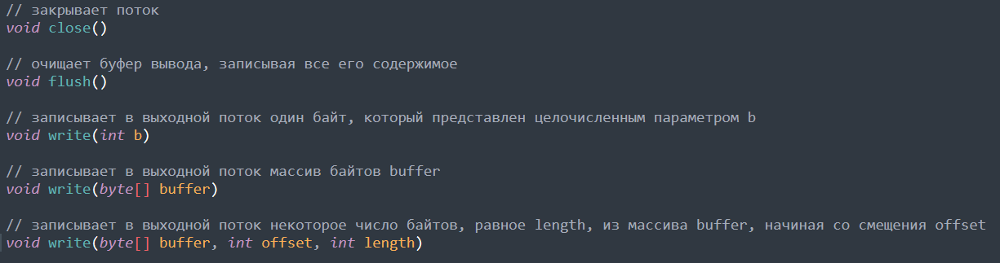 // закрывает поток
void close()
// очищает буфер вывода, записывая все его содержимое
void flush()
// записывает в выходной поток один байт, который представлен целочисленным параметром b
void write(int b)
// записывает в выходной поток массив байтов buffer
void write(byte[] buffer)
// записывает в выходной поток некоторое число байтов, равное length, из массива buffer, начиная со смещения offset
void write(byte[] buffer, int offset, int length)